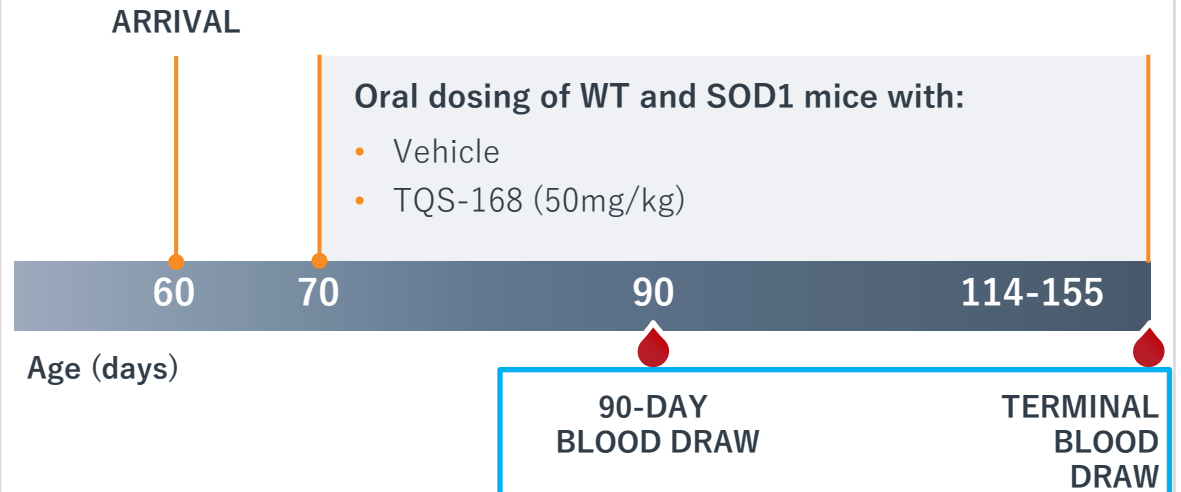 ARRIVAL
Oral dosing of WT and SOD1 mice with:
• Vehicle
• TQS-168 (50mg/kg)
60 70 90 114-155
Age (days)
90-DAY
BLOOD DRAW
TERMINAL
BLOOD
DRAW